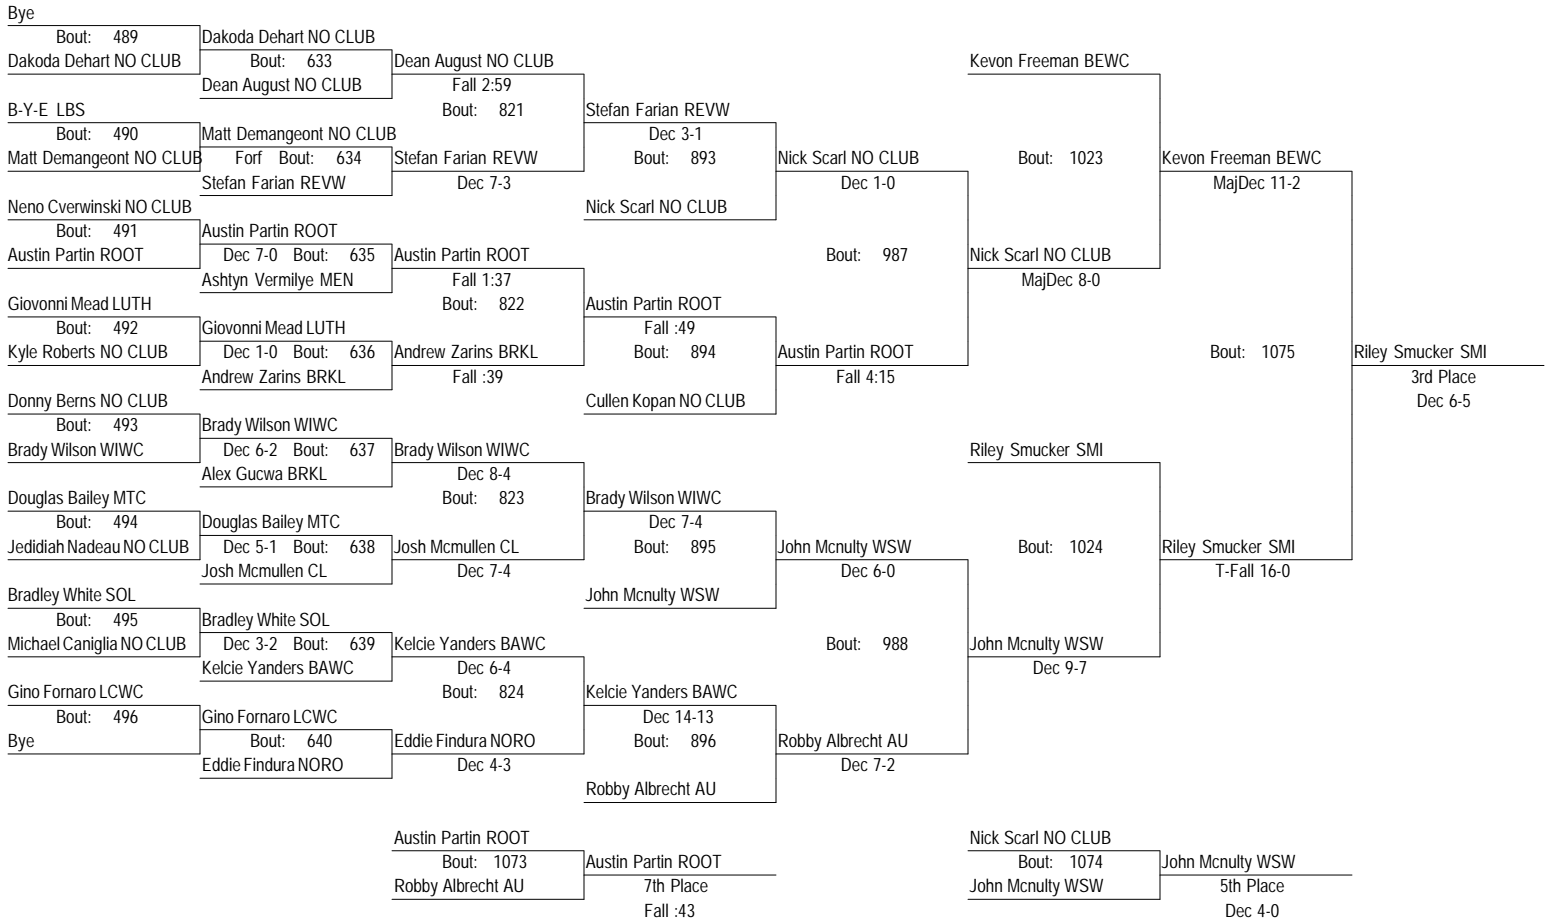 Bye
Bout: 489 Dakoda Dehart NO CLUB
Dakoda Dehart NO CLUB Bout: 633 Dean August NO CLUB Kevon Freeman BEWC
Dean August NO CLUB Fall 2:59
B-Y-E LBS Bout: 821 Stefan Farian REVW
Bout: 490 Matt Demangeont NO CLUB Dec 3-1
Matt Demangeont NO CLUB Forf Bout: 634 Stefan Farian REVW Bout: 893 Nick Scarl NO CLUB Bout: 1023 Kevon Freeman BEWC
Stefan Farian REVW Dec 7-3 Dec 1-0 MajDec 11-2
Neno Cverwinski NO CLUB Nick Scarl NO CLUB
Bout: 491 Austin Partin ROOT
Austin Partin ROOT Dec 7-0 Bout: 635 Austin Partin ROOT Bout: 987 Nick Scarl NO CLUB
Ashtyn Vermilye MEN Fall 1:37 MajDec 8-0
Giovonni Mead LUTH Bout: 822 Austin Partin ROOT
Bout: 492 Giovonni Mead LUTH Fall :49
Kyle Roberts NO CLUB Dec 1-0 Bout: 636 Andrew Zarins BRKL Bout: 894 Austin Partin ROOT Bout: 1075 Riley Smucker SMI
Andrew Zarins BRKL Fall :39 Fall 4:15 3rd Place
Donny Berns NO CLUB Cullen Kopan NO CLUB Dec 6-5
Bout: 493 Brady Wilson WIWC
Brady Wilson WIWC Dec 6-2 Bout: 637 Brady Wilson WIWC Riley Smucker SMI
Alex Gucwa BRKL Dec 8-4
Douglas Bailey MTC Bout: 823 Brady Wilson WIWC
Bout: 494 Douglas Bailey MTC Dec 7-4
Jedidiah Nadeau NO CLUB Dec 5-1 Bout: 638 Josh Mcmullen CL Bout: 895 John Mcnulty WSW Bout: 1024 Riley Smucker SMI
Josh Mcmullen CL Dec 7-4 Dec 6-0 T-Fall 16-0
Bradley White SOL John Mcnulty WSW
Bout: 495 Bradley White SOL
Michael Caniglia NO CLUB Dec 3-2 Bout: 639 Kelcie Yanders BAWC Bout: 988 John Mcnulty WSW
Kelcie Yanders BAWC Dec 6-4 Dec 9-7
Gino Fornaro LCWC Bout: 824 Kelcie Yanders BAWC
Bout: 496 Gino Fornaro LCWC Dec 14-13
Bye Bout: 640 Eddie Findura NORO Bout: 896 Robby Albrecht AU
Eddie Findura NORO Dec 4-3 Dec 7-2
Robby Albrecht AU
Austin Partin ROOT Nick Scarl NO CLUB
Bout: 1073 Austin Partin ROOT Bout: 1074 John Mcnulty WSW
Robby Albrecht AU 7th Place John Mcnulty WSW 5th Place
Fall :43 Dec 4-0